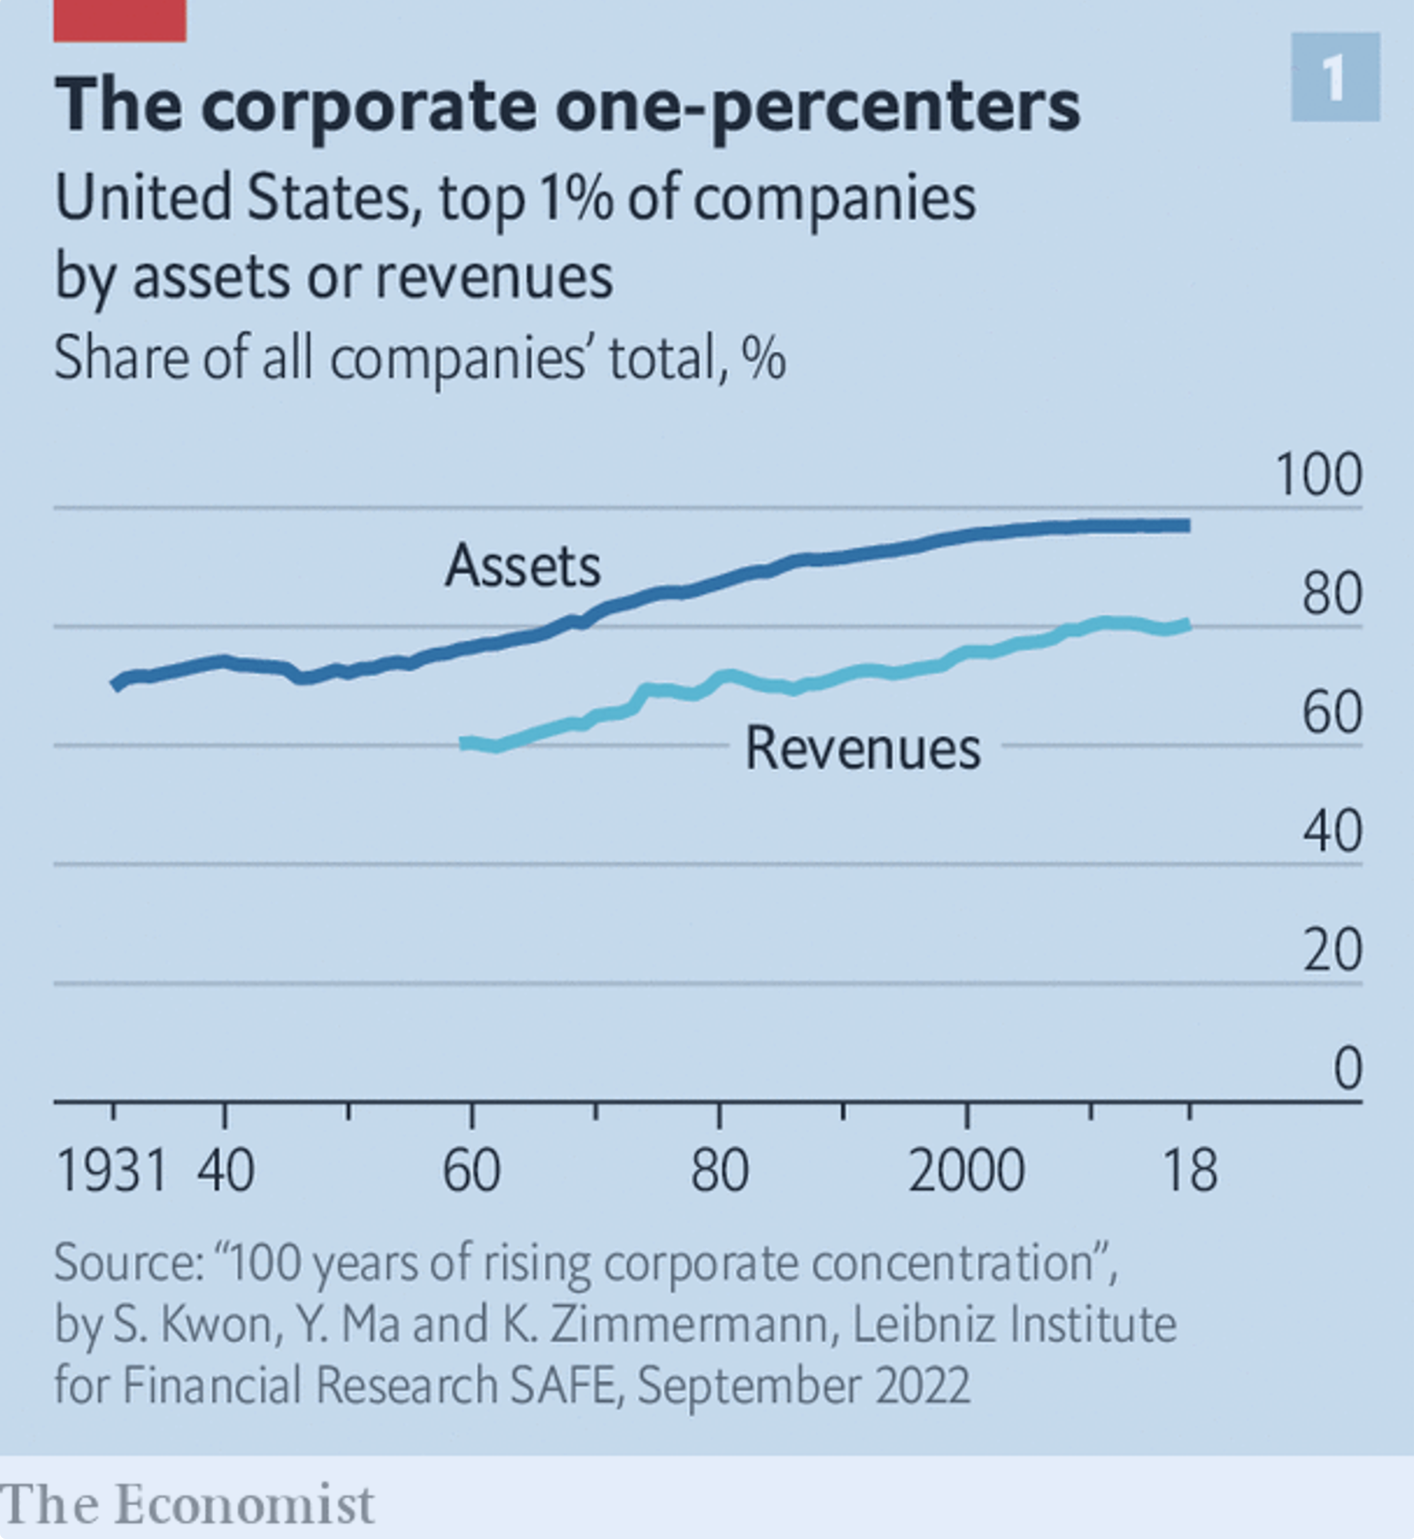 1
The corporate one-percenters
United States, top 1% of companies
by assets or revenues
Share of all companies’ total, %
100
Assets
80
60
Revenues
40
20
0
1931 40 60 80 2000 18
Source: “100 years of rising corporate concentration”,
by S. Kwon, Y. Ma and K. Zimmermann, Leibniz Institute
for Financial Research SAFE, September 2022
The Economist